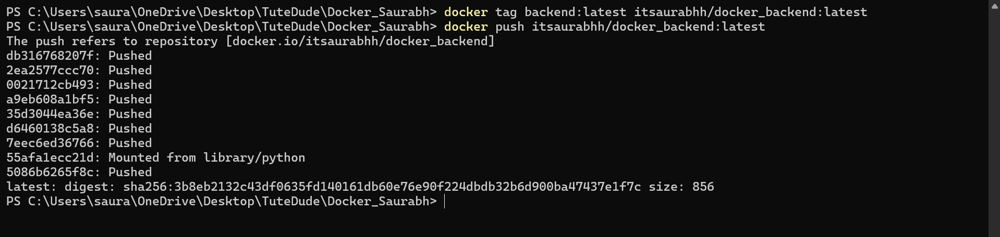 PS C:\Users\saura\OneDrive\Desktop\TuteDude\Docker_Saurabh> docker tag backend:latest itsaurabhh/docker_backend:latest
PS C:\Users\saura\OneDrive\Desktop\TuteDude\Docker_Saurabh> docker push itsaurabhh/docker_backend:latest
The push refers to repository [docker.io/itsaurabhh/docker_backend]
db316768207f: Pushed
2ea2577ccc70: Pushed
0021712cb493: Pushed
a9eb608a1bf5: Pushed
35d3044ea36e: Pushed
d6460138c5a8: Pushed
7eec6ed36766: Pushed
55afa1ecc21d: Mounted from library/python
5086b6265f8c: Pushed
latest: digest: sha256:3b8eb2132c43df0635fd140161db60e76e90f224dbdb32b6d900ba47437e1f7c size: 856
PS C:\Users\saura\OneDrive\Desktop\TuteDude\Docker_Saurabh>